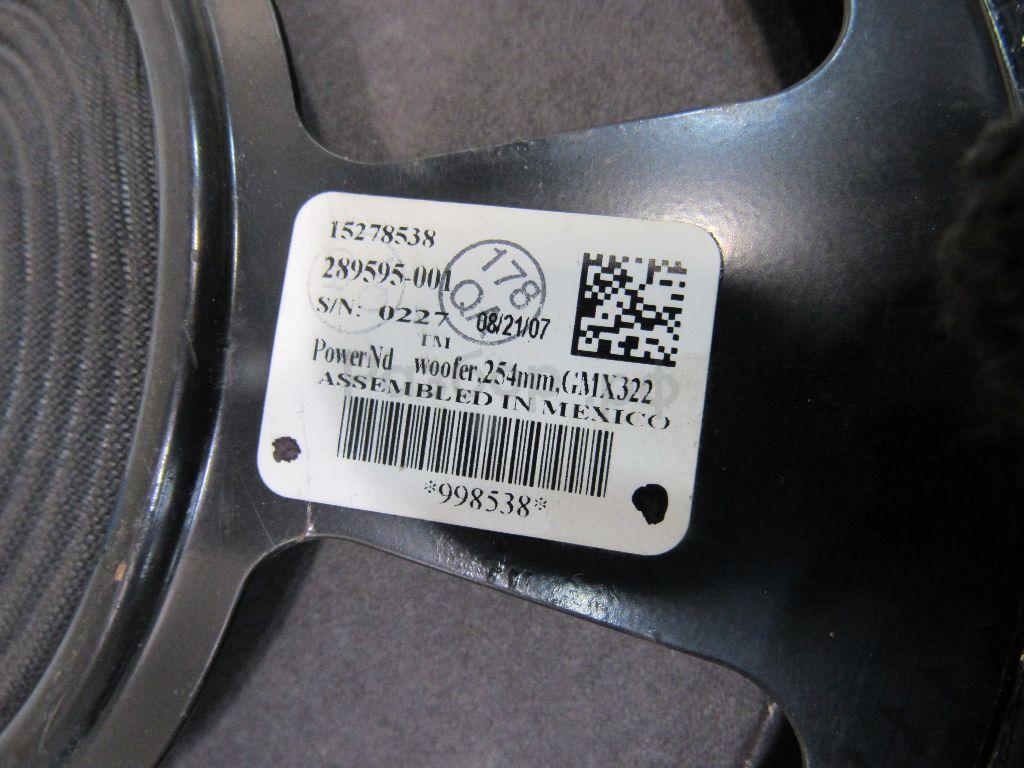 15278538
289595-001
178
QA
S/N: 0227 08/21/07
TM
PowerNd woofer,254mm,GMX322
ASSEMBLED IN MEXICO
*998538*